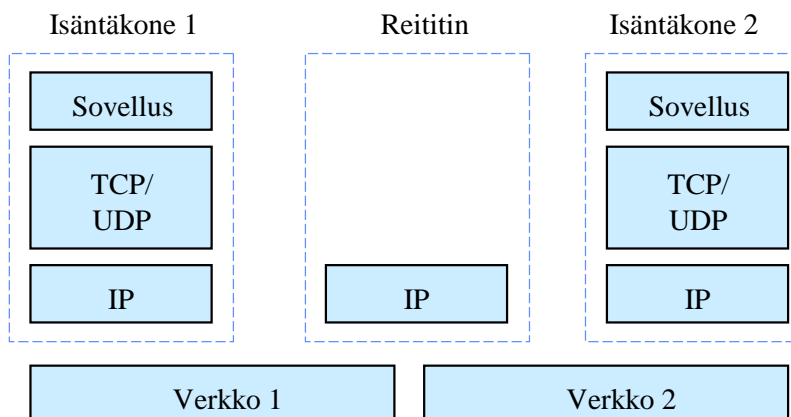 Isäntäkone 1
Reititin
Isäntäkone 2
Sovellus
Sovellus
TCP/
UDP
TCP/
UDP
IP
IP
IP
Verkko 1
Verkko 2